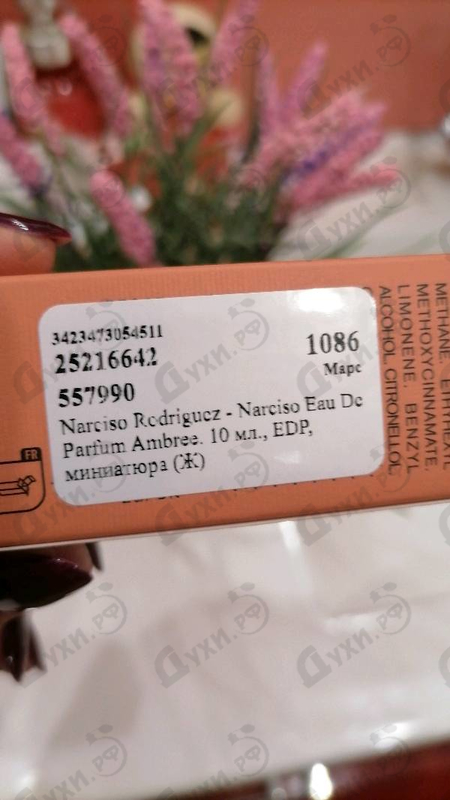 3423473054511
25216642
557990
1086
Марс
Narciso Rodriguez - Narciso Eau De
Parfum Ambree. 10 мл., EDP,
миниатюра (Ж)
METHANE,
METHOXYCINNAMATE,
LIMONENE, BENZYL
ALCOHOL, CITRONELLOL
FR
Духи.рф